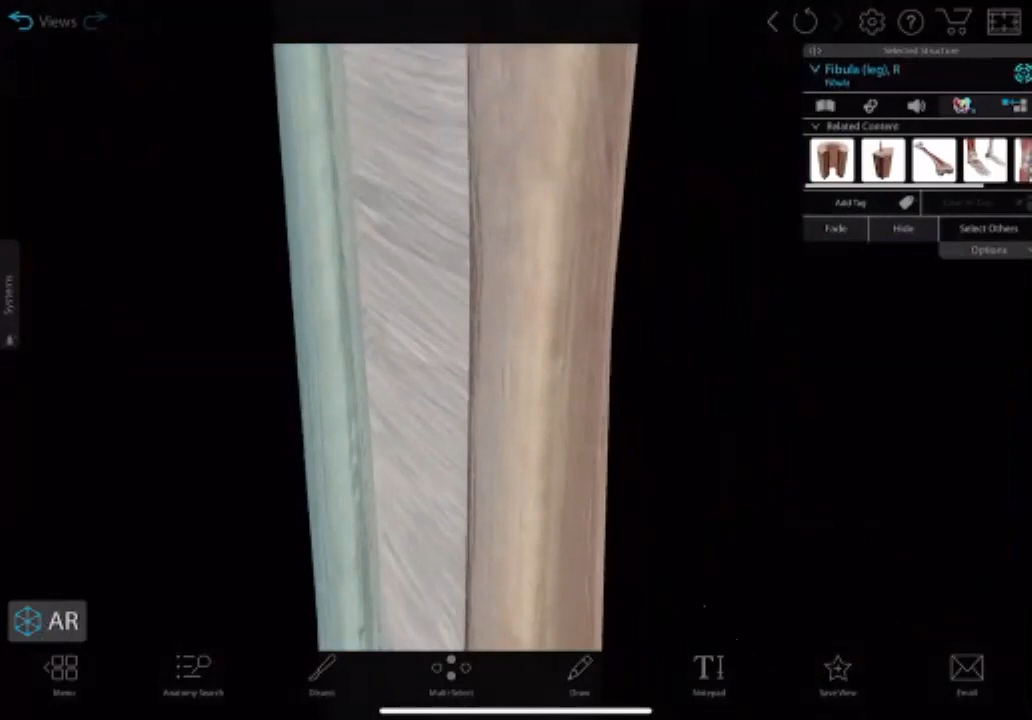 Views
Selected Structure
Fibula (leg), R
Fibula
Related Content
Add Tag
Fade
Hide
Select Others
Options
Systems
AR
Menu
Anatomy Search
Dissect
Multi-Select
Draw
Notepad
Save View
Email